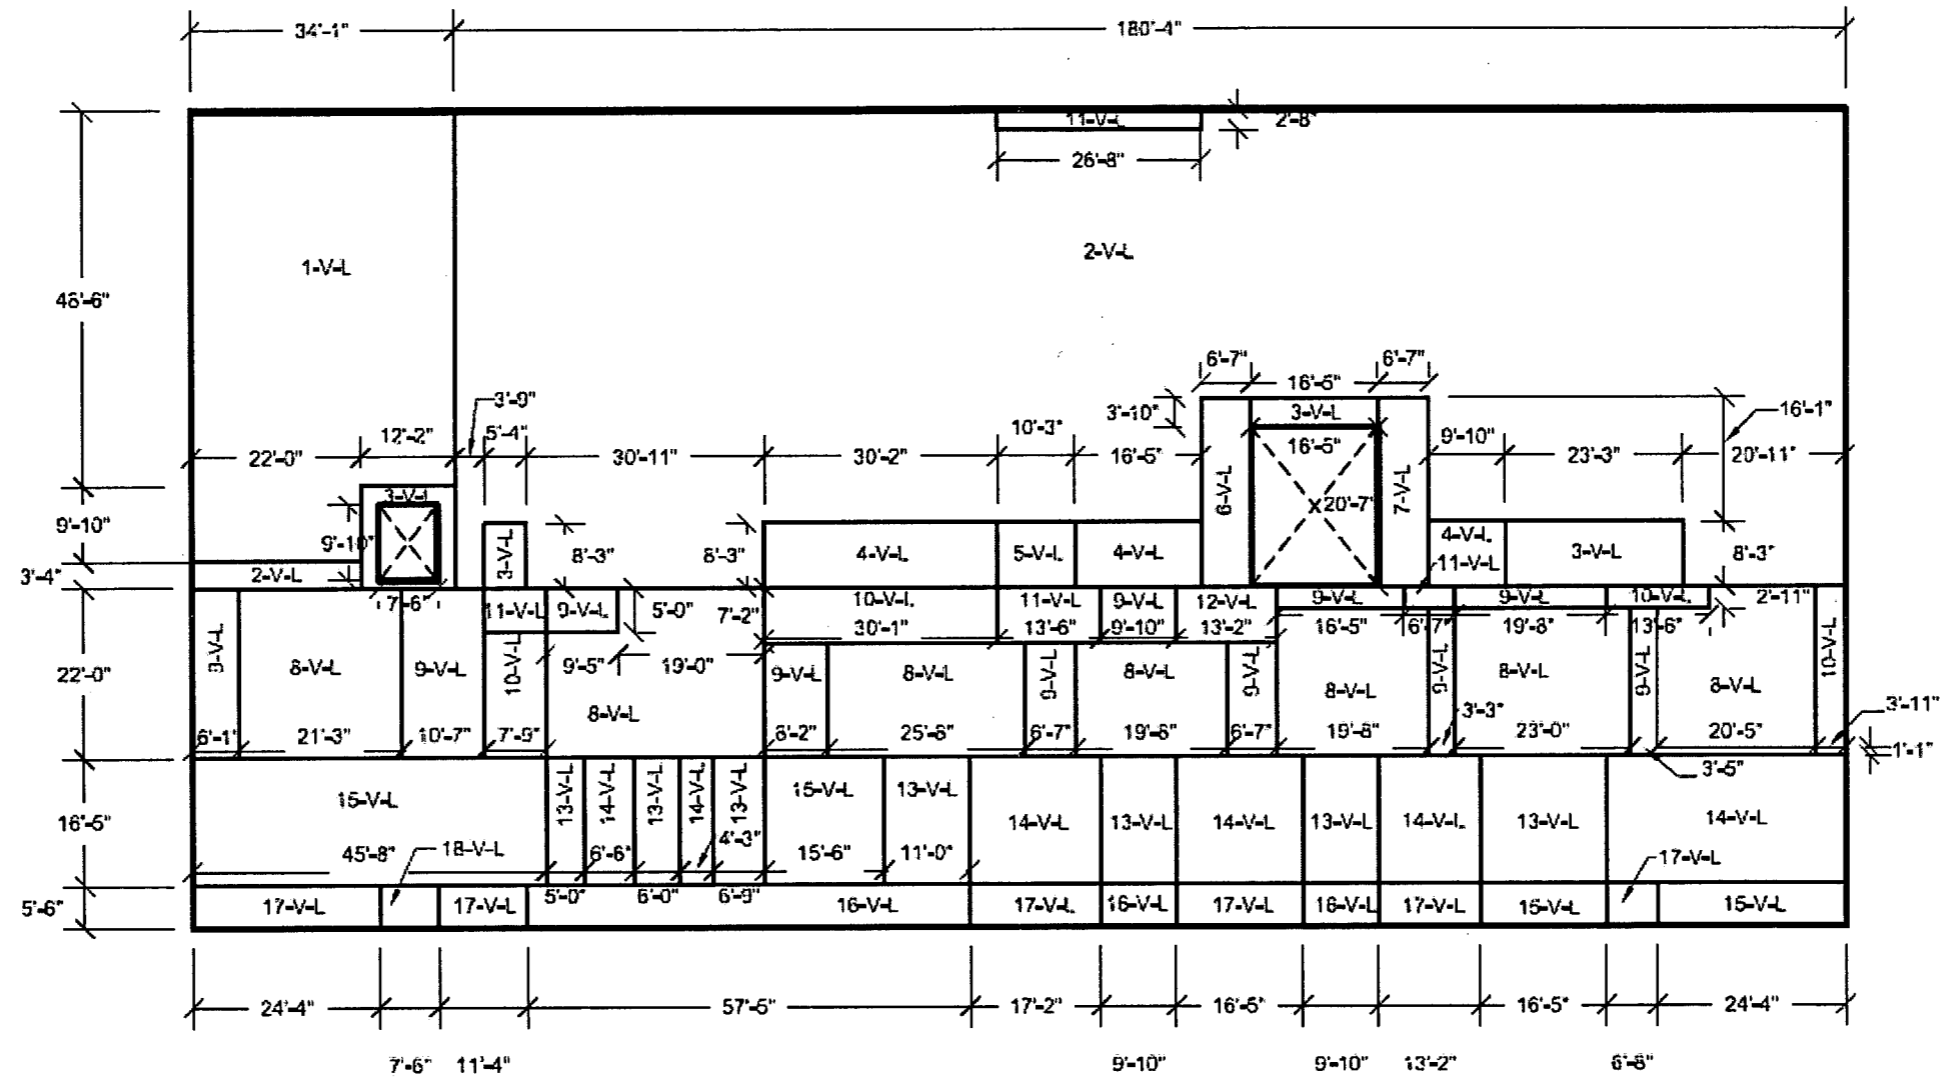 34'-1" 180'-4"
11-V-L 2'-8"
26'-8"
1-V-L 2-V-L
48'-6"
6'-7" 16'-6" 6'-7"
3'-9" 3'-10" 3-V-L 16'-1"
12'-2" 5'-4" 10'-3" 16'-5" 9'-10"
22'-0" 30'-11" 30'-2" 16'-5" 23'-3" 20'-11"
3-V-L 6-V-L 20'-7" 7-V-L
9'-10" 9'-10" 3-V-L 8'-3" 8'-3" 4-V-L 5-V-L 4-V-L 4-V-L 3-V-L 8'-3"
3'-4" 2-V-L 11-V-L
7'-6" 11-V-L 9-V-L 5'-0" 7'-2" 10-V-L 11-V-L 9-V-L 12-V-L 9-V-L 9-V-L 10-V-L 2'-11"
30'-1" 13'-6" 9'-10" 13'-2" 16'-5" 6'-7" 19'-8" 13'-6"
9-V-L 8-V-L 9-V-L 10-V-L 9'-5" 19'-0" 9-V-L 8-V-L 9-V-L 8-V-L 9-V-L 8-V-L 9-V-L 8-V-L 9-V-L 8-V-L 10-V-L
22'-0" 8-V-L 3'-3" 3'-11"
6'-1" 21'-3" 10'-7" 7'-9" 8'-2" 25'-6" 6'-7" 19'-6" 6'-7" 19'-8" 23'-0" 20'-5" 1'-1"
3'-5"
15-V-L 13-V-L 14-V-L 13-V-L 14-V-L 13-V-L 15-V-L 13-V-L
16'-5" 14-V-L 13-V-L 14-V-L 13-V-L 14-V-L 13-V-L 14-V-L
45'-8" 18-V-L 6'-6" 4'-3" 15'-6" 11'-0" 17-V-L
5'-6" 17-V-L 17-V-L 5'-0" 6'-0" 6'-9" 16-V-L 17-V-L 16-V-L 17-V-L 16-V-L 17-V-L 15-V-L 15-V-L
24'-4" 57'-5" 17'-2" 16'-5" 16'-5" 24'-4"
7'-6" 11'-4" 9'-10" 9'-10" 13'-2" 6'-8"